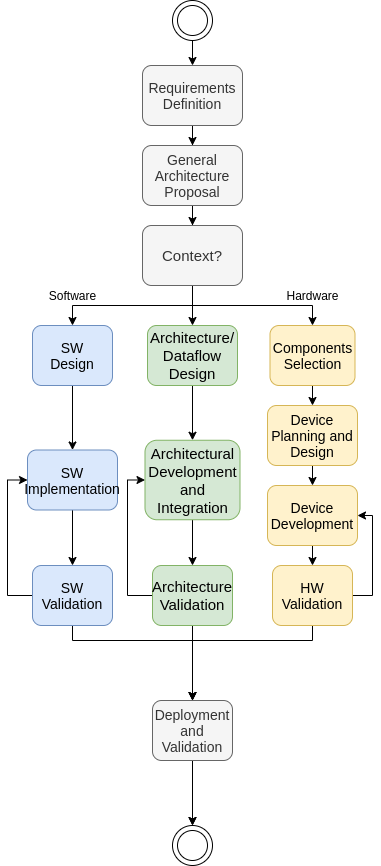 Requirements
Definition
General
Architecture
Proposal
Context?
Software
Hardware
SW
Design
Architecture/
Dataflow
Design
Components
Selection
Device
Planning and
Design
SW
Implementation
Architectural
Development
and
Integration
Device
Development
SW
Validation
Architecture
Validation
HW
Validation
Deployment
and
Validation